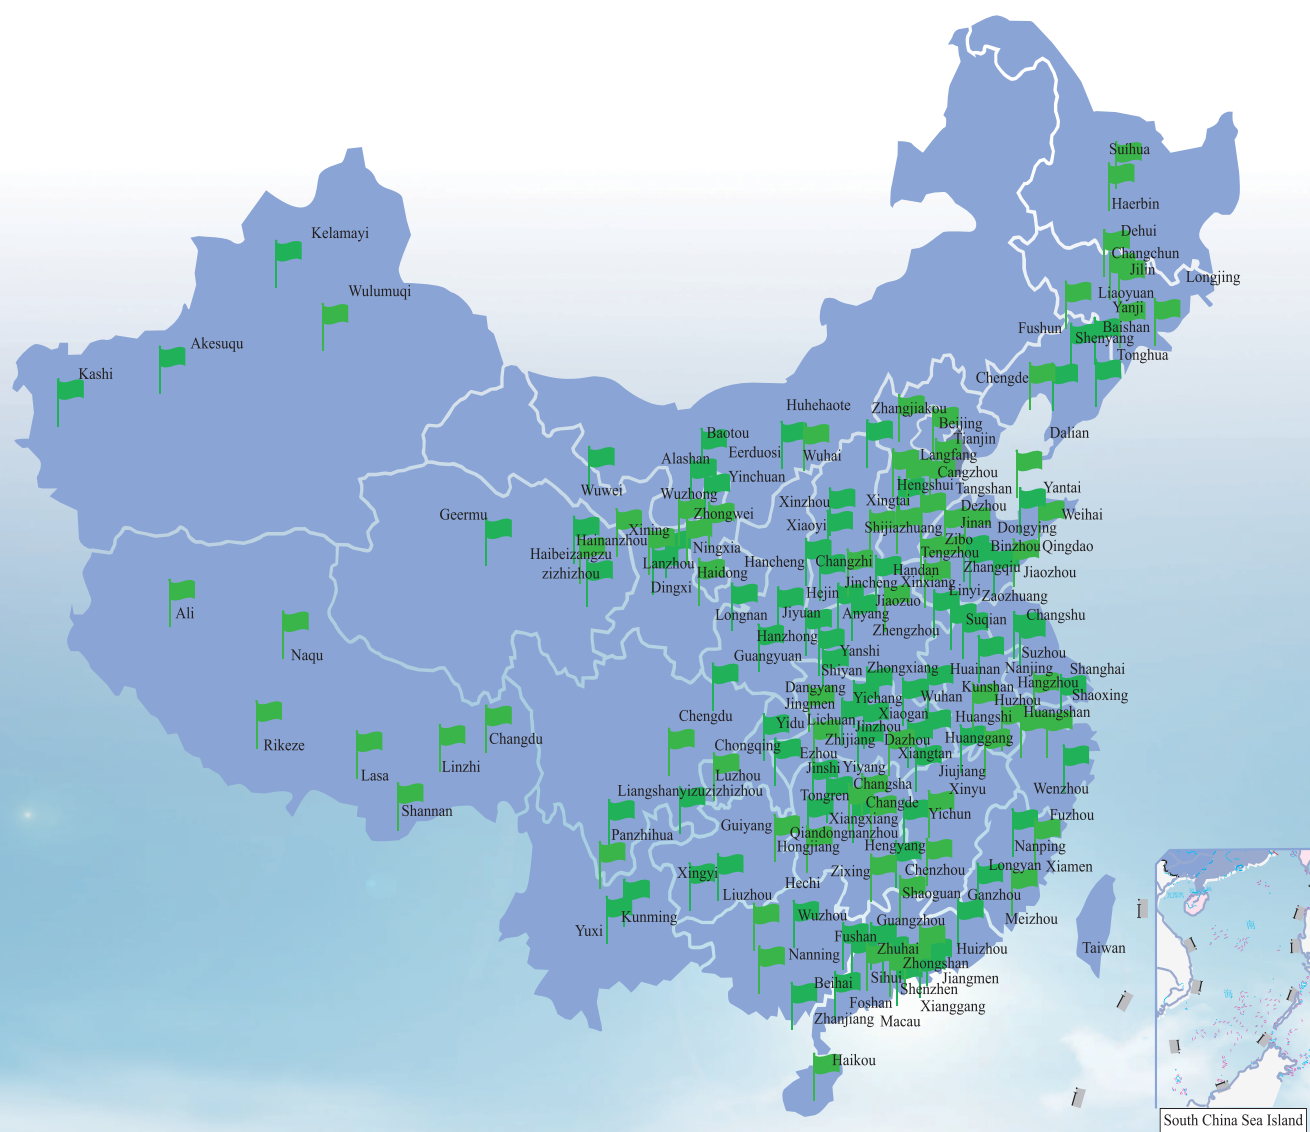 Suihua
Haerbin
Dehui
Changchun
Jilin
Longjing
Liaoyuan
Yanji
Fushun
Baishan
Shenyang
Tonghua
Chengde
Dalian
Kelamayi
Wulumuqi
Akesuqu
Kashi
Huhehaote
Zhangjiakou
Beijing
Tianjin
Baotou
Eerduosi
Wuhai
Langfang
Alashan
Yinchuan
Cangzhou
Wuwei
Wuzhong
Hengshui
Tangshan
Yantai
Geermu
Zhongwei
Xinzhou
Xingtai
Dezhou
Weihai
Xining
Xiaoyi
Shijiazhuang
Jinan
Dongying
Hainanzhou
Haibeizangzu
zizhizhou
Ningxia
Zibo
Binzhou
Qingdao
Lanzhou
Haidong
Hancheng
Changzhi
Handan
Tengzhou
Zhangqiu
Jiaozhou
Dingxi
Jincheng
Xinxiang
Linyi
Zaozhuang
Longnan
Hejin
Jiyuan
Anyang
Jiaozuo
Suqian
Changshu
Ali
Hanzhong
Zhengzhou
Naqu
Guangyuan
Yanshi
Shiyan
Zhongxiang
Huainan
Nanjing
Suzhou
Shanghai
Dangyang
Jingmen
Yichang
Wuhan
Kunshan
Hangzhou
Huzhou
Shaoxing
Chengdu
Yidu
Lichuan
Xiaogan
Jinzhou
Huangshi
Huangshan
Rikeze
Changdu
Chongqing
Ezhou
Zhijiang
Dazhou
Huanggang
Xiangtan
Lasa
Linzhi
Luzhou
Jinshi
Yiyang
Jiujiang
Wenzhou
Liangshanyizuzizhizhou
Tongren
Changsha
Xinyu
Shannan
Changde
Yichun
Fuzhou
Panzhihua
Guiyang
Xiangxiang
Qiandongnanzhou
Hongjiang
Hengyang
Nanping
Xingyi
Liuzhou
Hechi
Zixing
Chenzhou
Longyan
Xiamen
Shaoguan
Ganzhou
Yuxi
Kunming
Wuzhou
Guangzhou
Meizhou
Fushan
Zhuhai
Huizhou
Taiwan
Nanning
Zhongshan
Beihai
Sihui
Shenzhen
Jiangmen
Foshan
Xianggang
Zhanjiang
Macau
Haikou
South China Sea Island